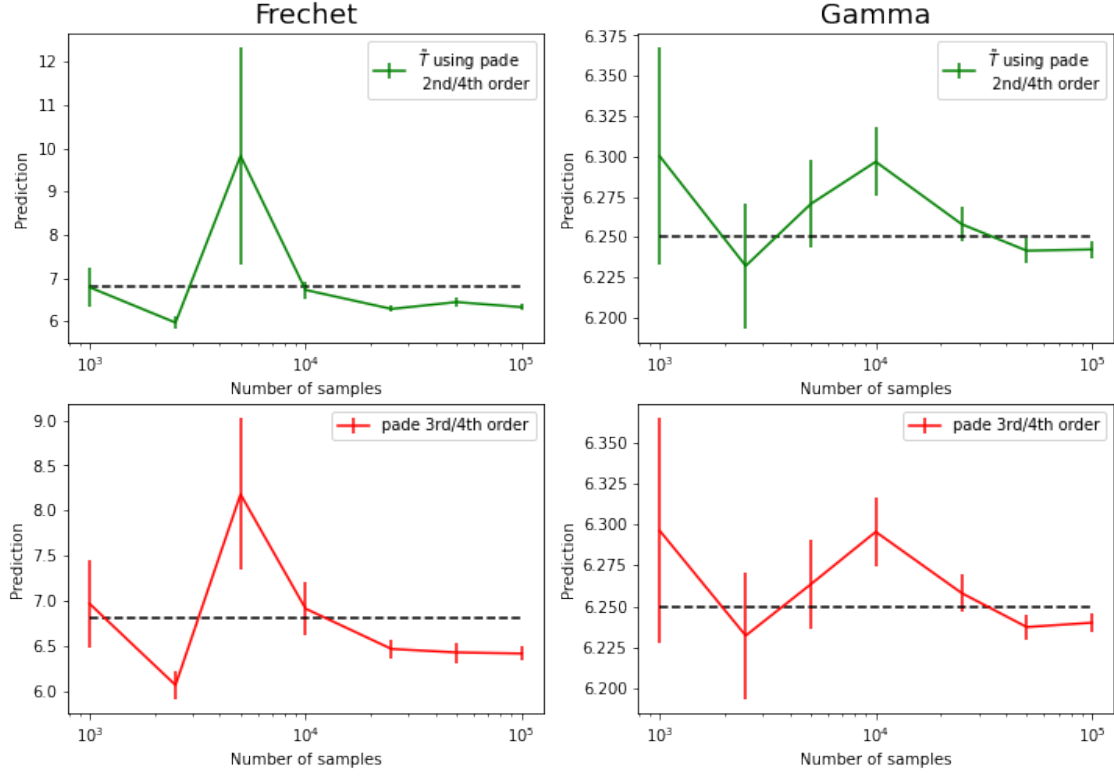 Frechet
12
11
10
9
8
7
6
Prediction
T̃ using pade
2nd/4th order
10³
10⁴
10⁵
Number of samples
Gamma
6.375
6.350
6.325
6.300
6.275
6.250
6.225
6.200
Prediction
T̃ using pade
2nd/4th order
10³
10⁴
10⁵
Number of samples
9.0
8.5
8.0
7.5
7.0
6.5
6.0
Prediction
pade 3rd/4th order
10³
10⁴
10⁵
Number of samples
6.350
6.325
6.300
6.275
6.250
6.225
6.200
Prediction
pade 3rd/4th order
10³
10⁴
10⁵
Number of samples